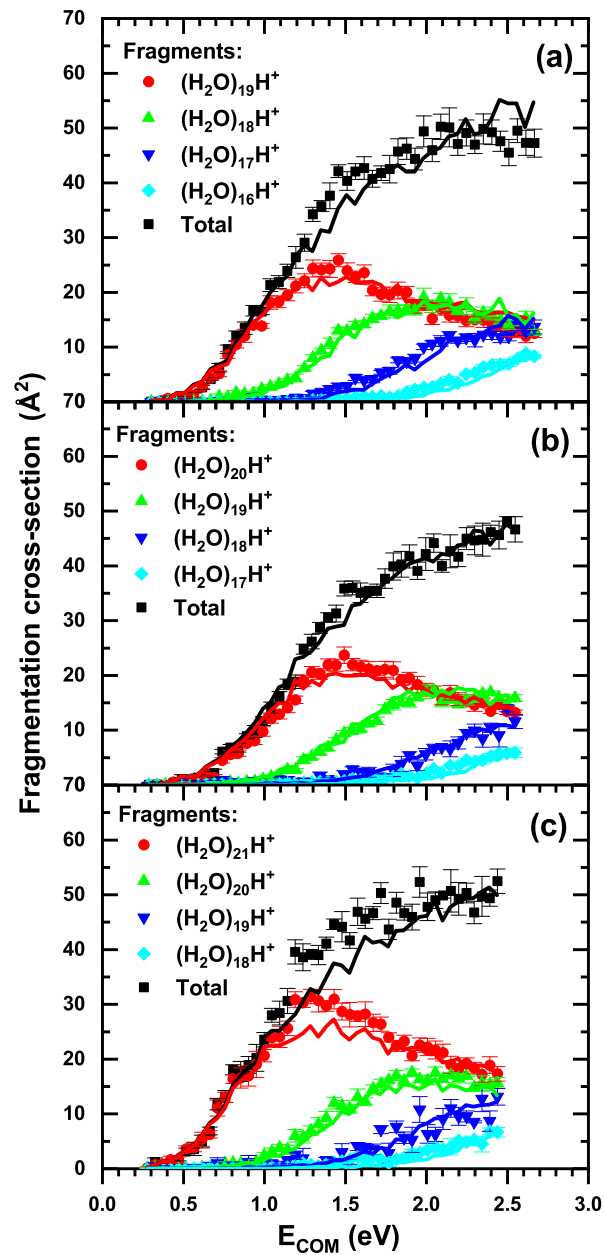 70
60
50
40
30
20
10
Fragments:
(H₂O)₁₉H⁺
(H₂O)₁₈H⁺
(H₂O)₁₇H⁺
(H₂O)₁₆H⁺
Total
(a)
70
60
50
40
30
20
10
Fragments:
(H₂O)₂₀H⁺
(H₂O)₁₉H⁺
(H₂O)₁₈H⁺
(H₂O)₁₇H⁺
Total
(b)
70
60
50
40
30
20
10
0
Fragments:
(H₂O)₂₁H⁺
(H₂O)₂₀H⁺
(H₂O)₁₉H⁺
(H₂O)₁₈H⁺
Total
(c)
Fragmentation cross-section (Å²)
0.0 0.5 1.0 1.5 2.0 2.5 3.0
E_COM (eV)